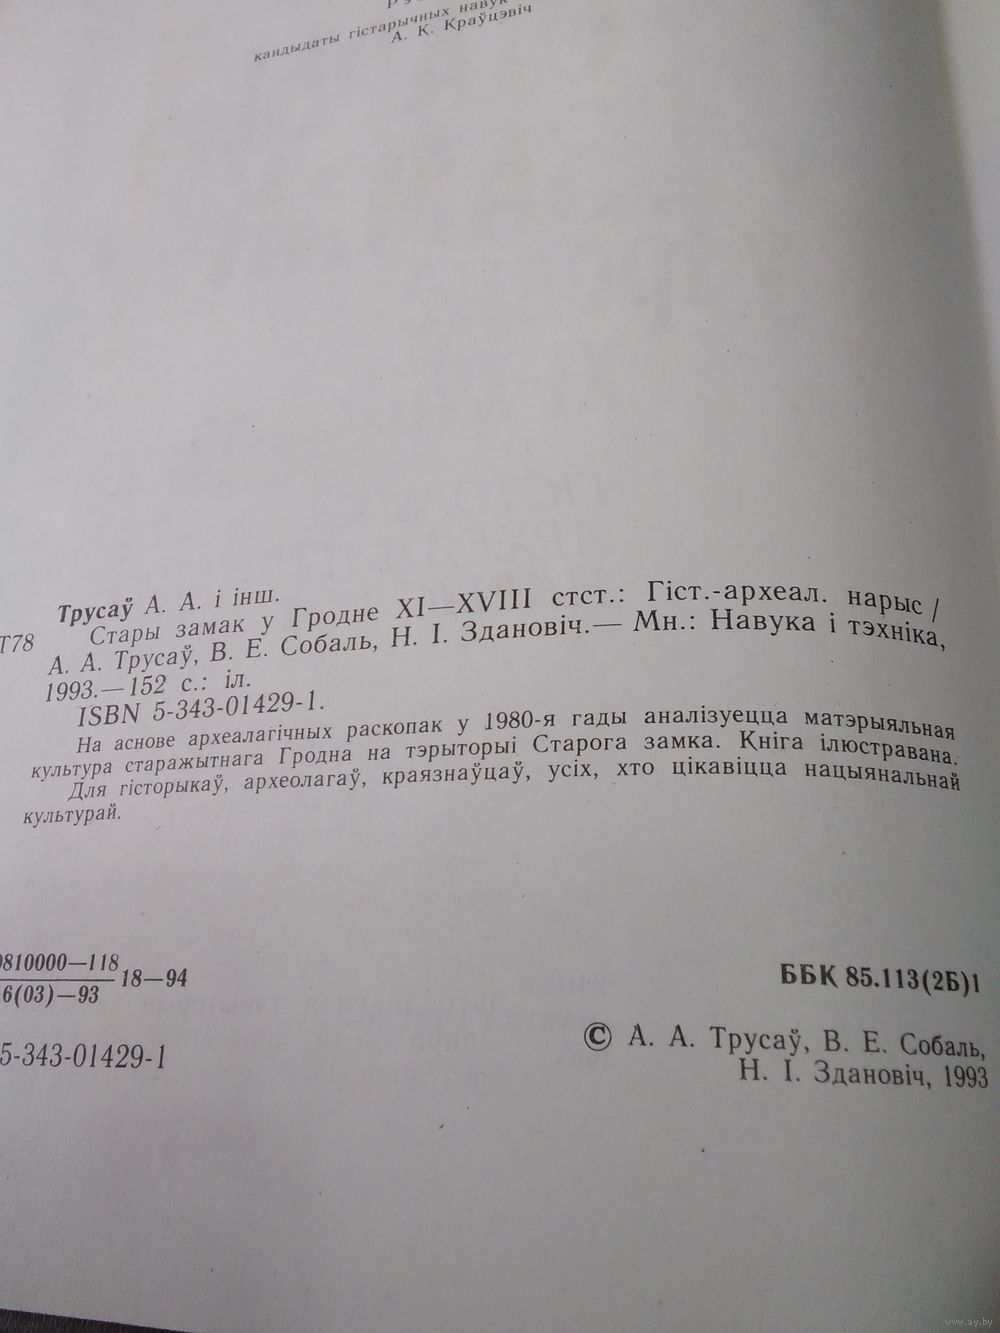 кандыдаты гістарычных навук
А. К. Краўцэвіч
Трусаў А. А. і інш.
Т78 Стары замак у Гродне XI—XVIII стст.: Гіст.-археал. нарыс /
А. А. Трусаў, В. Е. Собаль, Н. І. Здановіч.— Мн.: Навука і тэхніка,
1993.—152 с.: іл.
ISBN 5-343-01429-1.
На аснове археалагічных раскопак у 1980-я гады аналізуецца матэрыяльная
культура старажытнага Гродна на тэрыторыі Старога замка. Кніга ілюстравана.
Для гісторыкаў, археолагаў, краязнаўцаў, усіх, хто цікавіцца нацыянальнай
культурай.
0810000—118
6(03)—93
18—94
ББК 85.113(2Б)1
5-343-01429-1
© А. А. Трусаў, В. Е. Собаль,
Н. І. Здановіч, 1993
www.ay.by